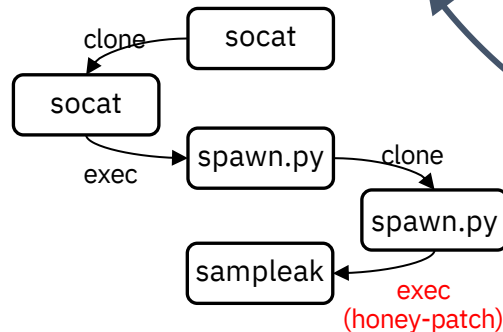 clone
socat
socat
exec
spawn.py
clone
spawn.py
sampleak
exec
(honey-patch)